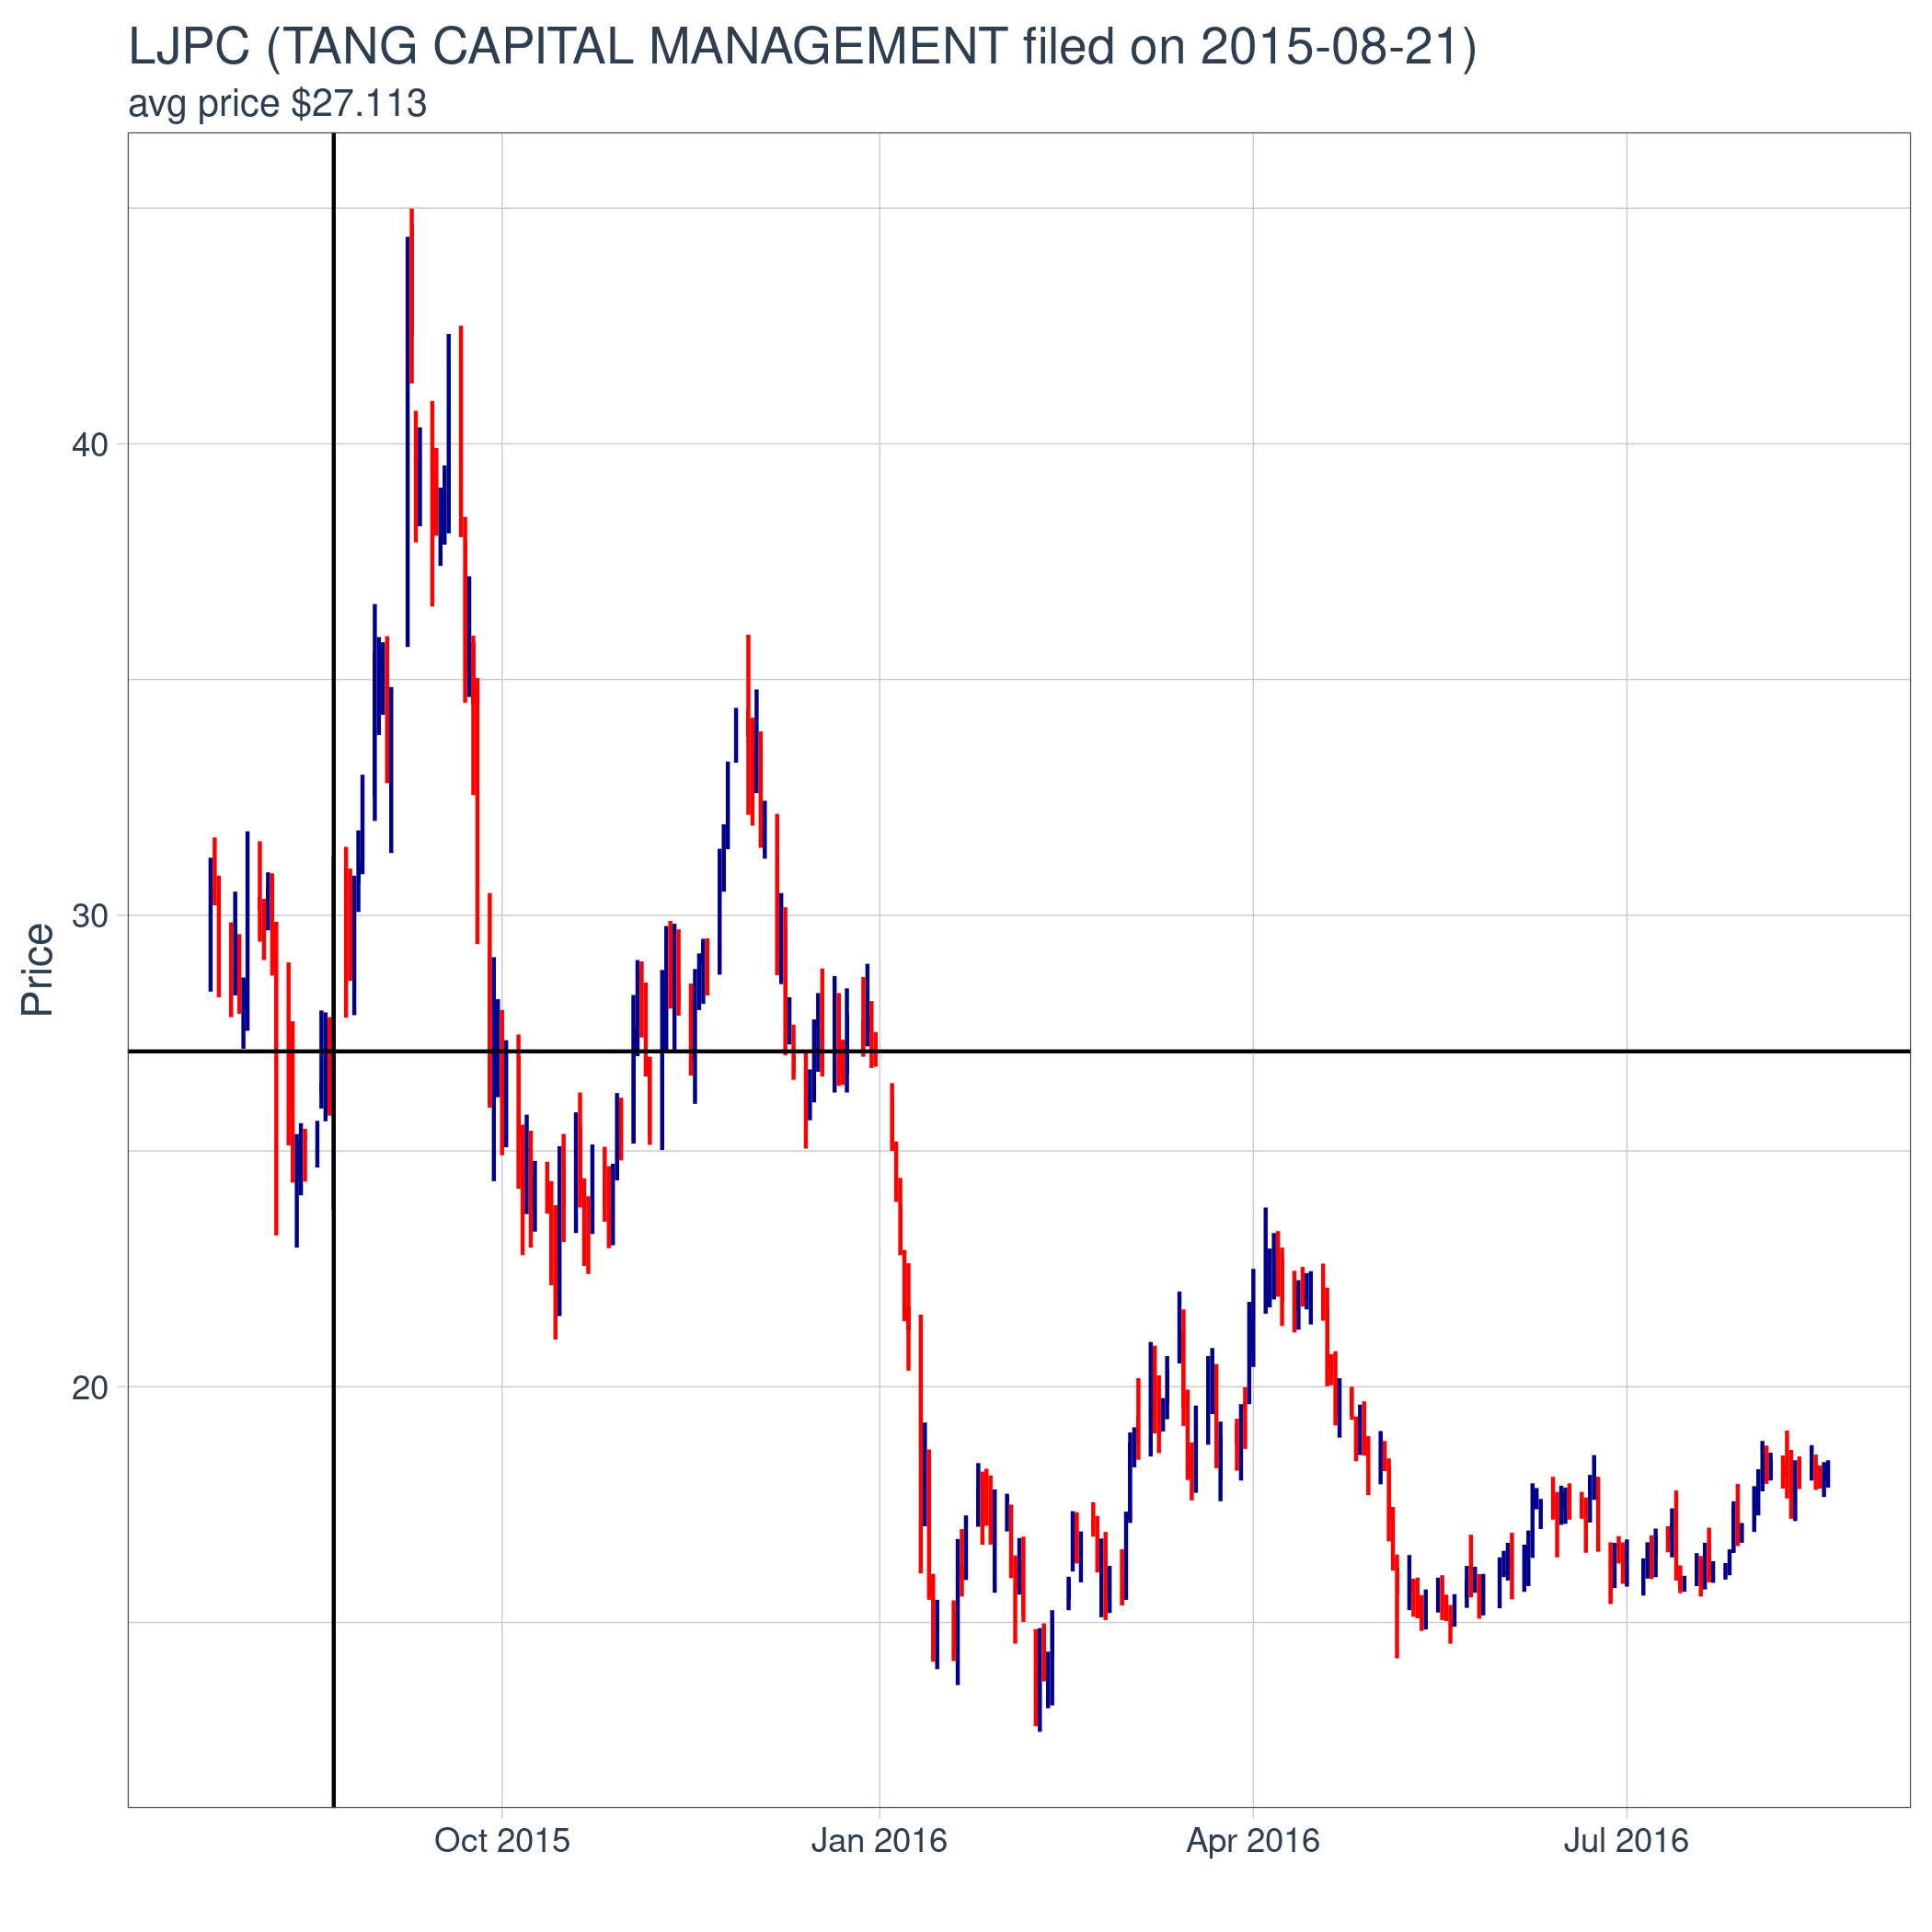 LJPC (TANG CAPITAL MANAGEMENT filed on 2015-08-21)
avg price $27.113
Price
40
30
20
Oct 2015
Jan 2016
Apr 2016
Jul 2016